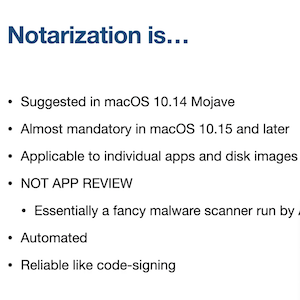 Notarization is…
• Suggested in macOS 10.14 Mojave
• Almost mandatory in macOS 10.15 and later
• Applicable to individual apps and disk images
• NOT APP REVIEW
• Essentially a fancy malware scanner run by
• Automated
• Reliable like code-signing